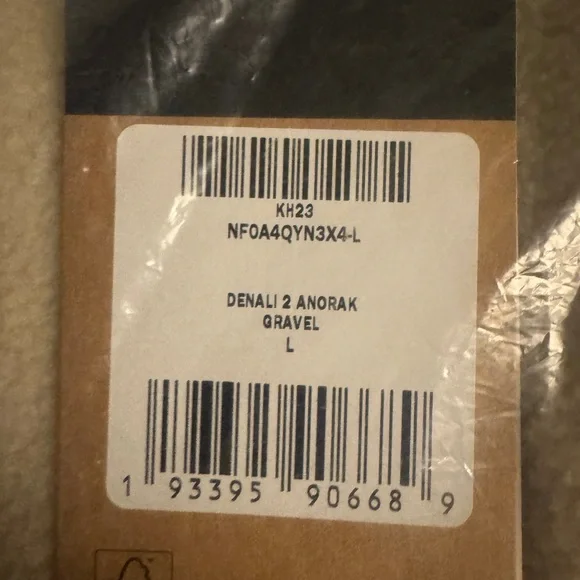 KH23
NF0A4QYN3X4-L
DENALI 2 ANORAK
GRAVEL
L
1 93395 90668 9